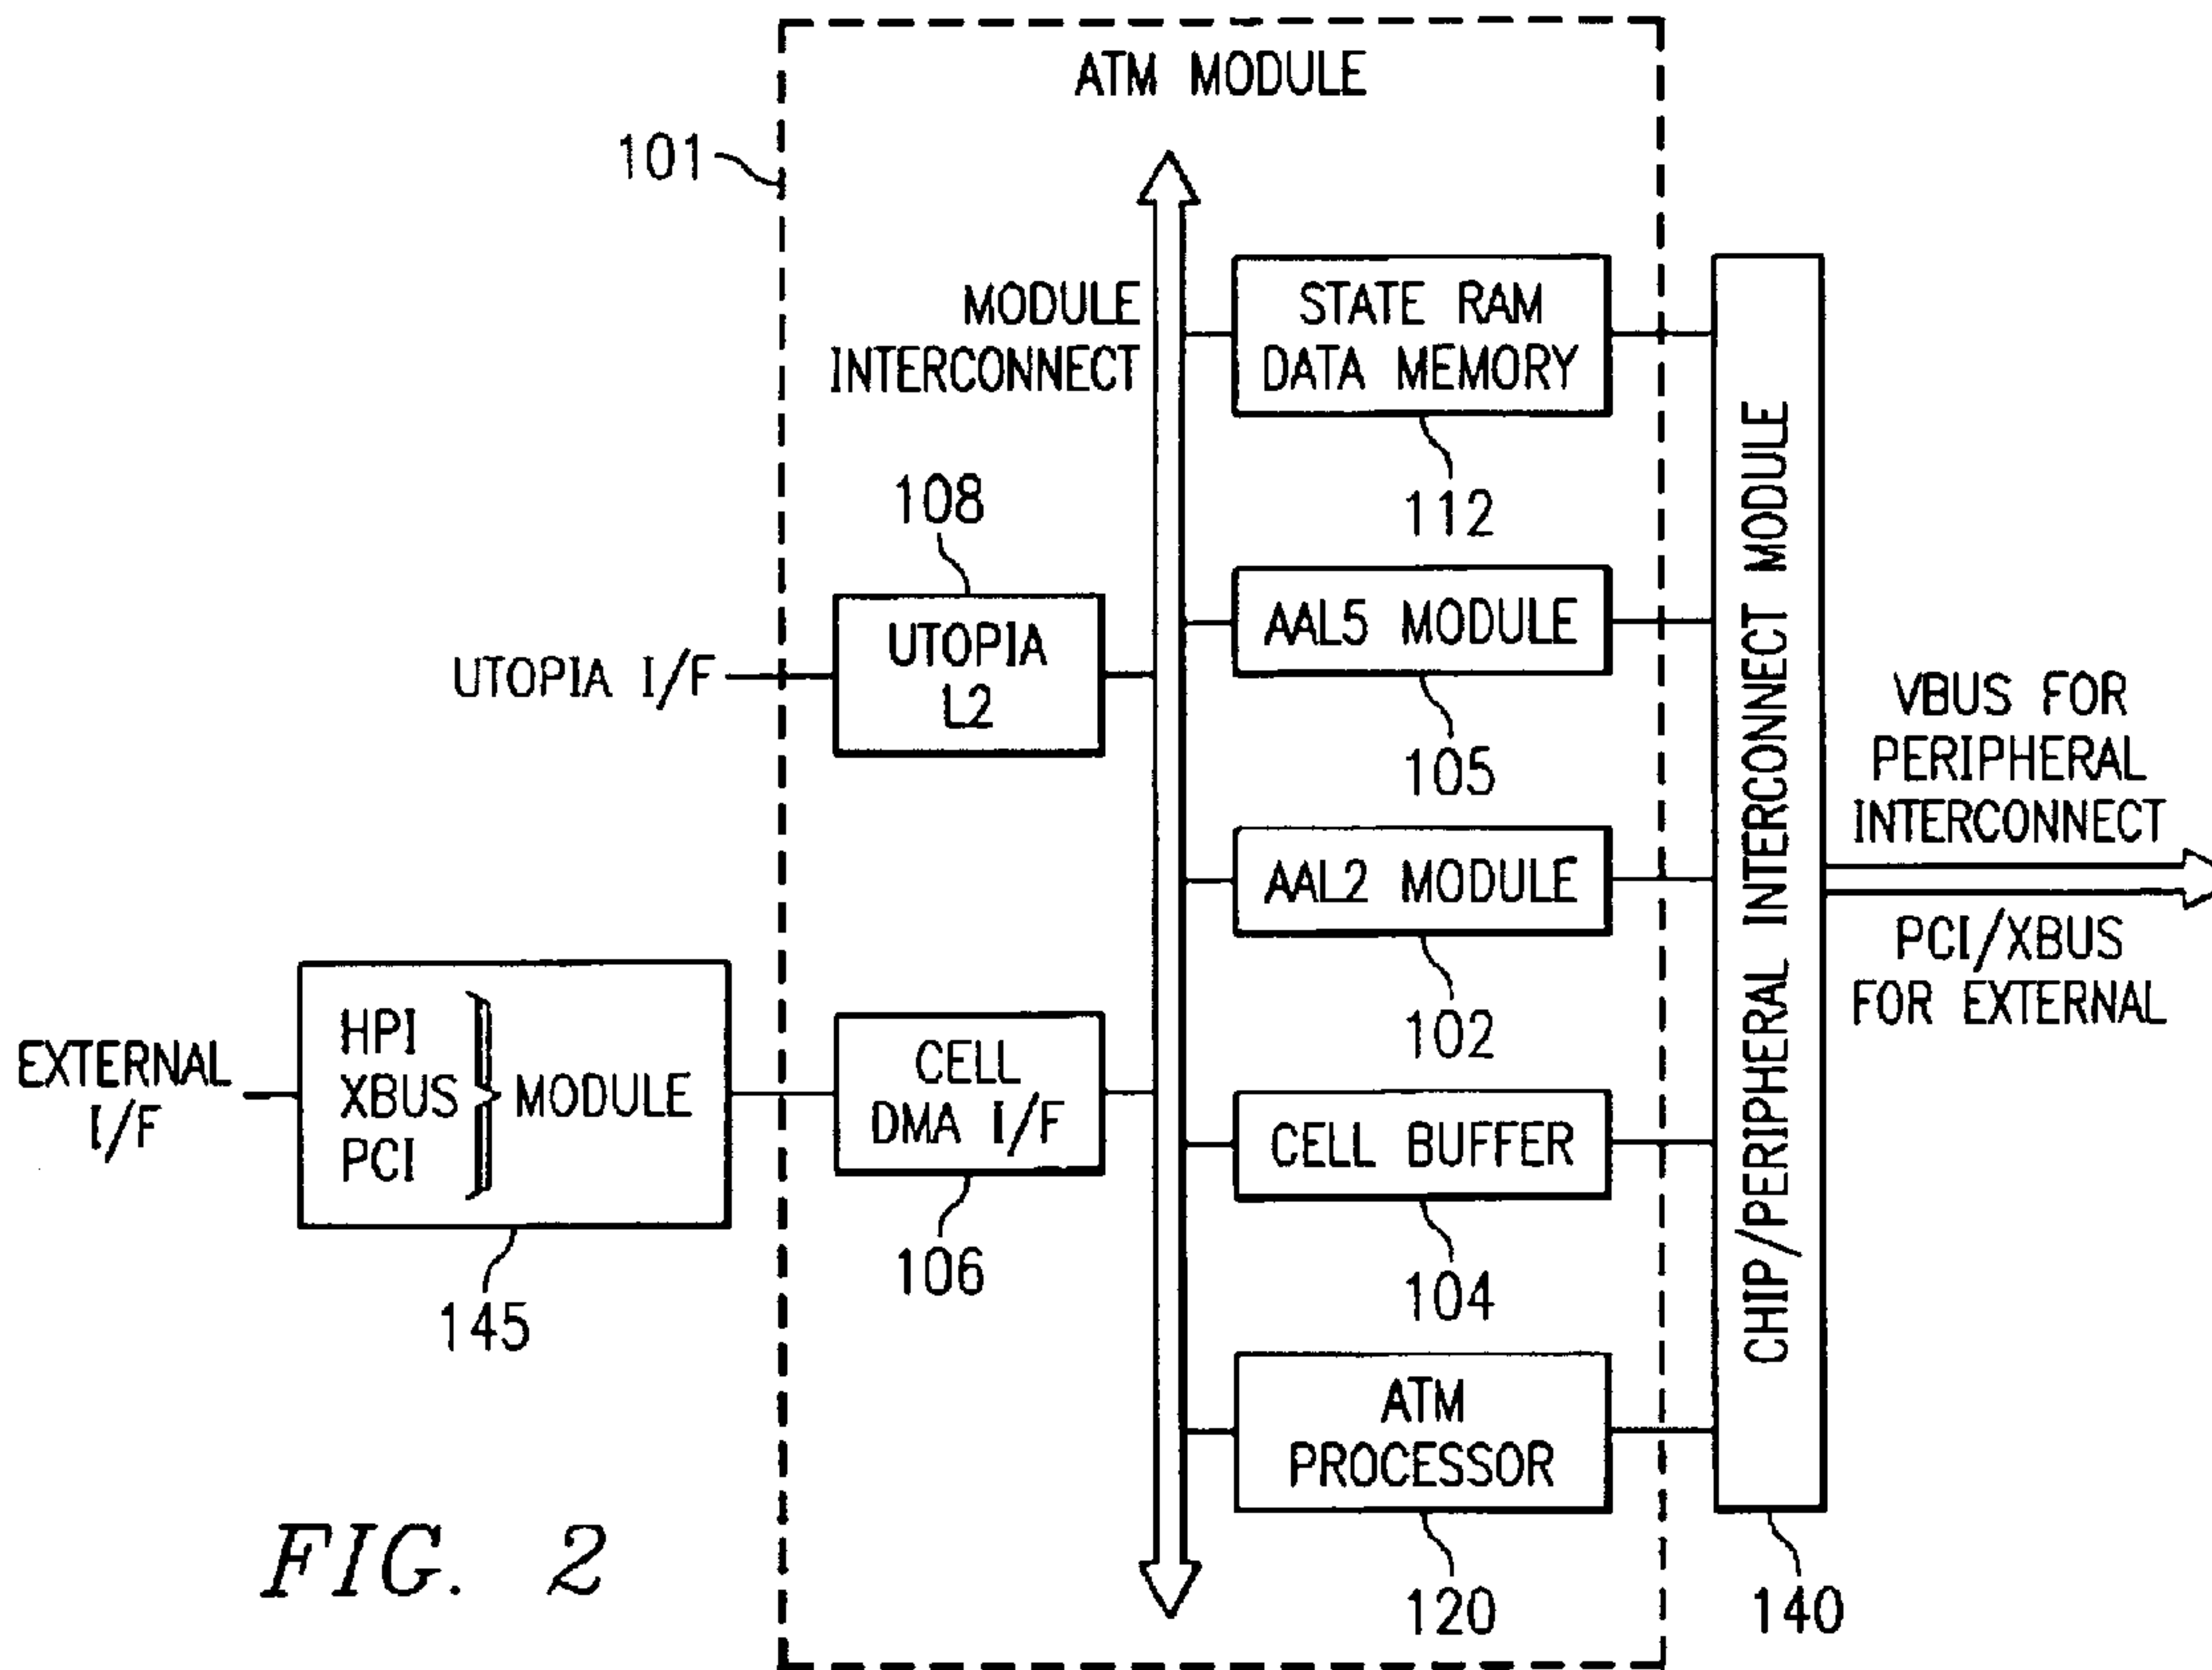 ATM MODULE
101
MODULE
INTERCONNECT
STATE RAM
DATA MEMORY
112
108
UTOPIA I/F
UTOPIA
L2
AAL5 MODULE
105
AAL2 MODULE
102
EXTERNAL
I/F
HPI
XBUS
PCI
MODULE
145
CELL
DMA I/F
106
CELL BUFFER
104
ATM
PROCESSOR
120
CHIP/PERIPHERAL INTERCONNECT MODULE
140
VBUS FOR
PERIPHERAL
INTERCONNECT
PCI/XBUS
FOR EXTERNAL
FIG. 2